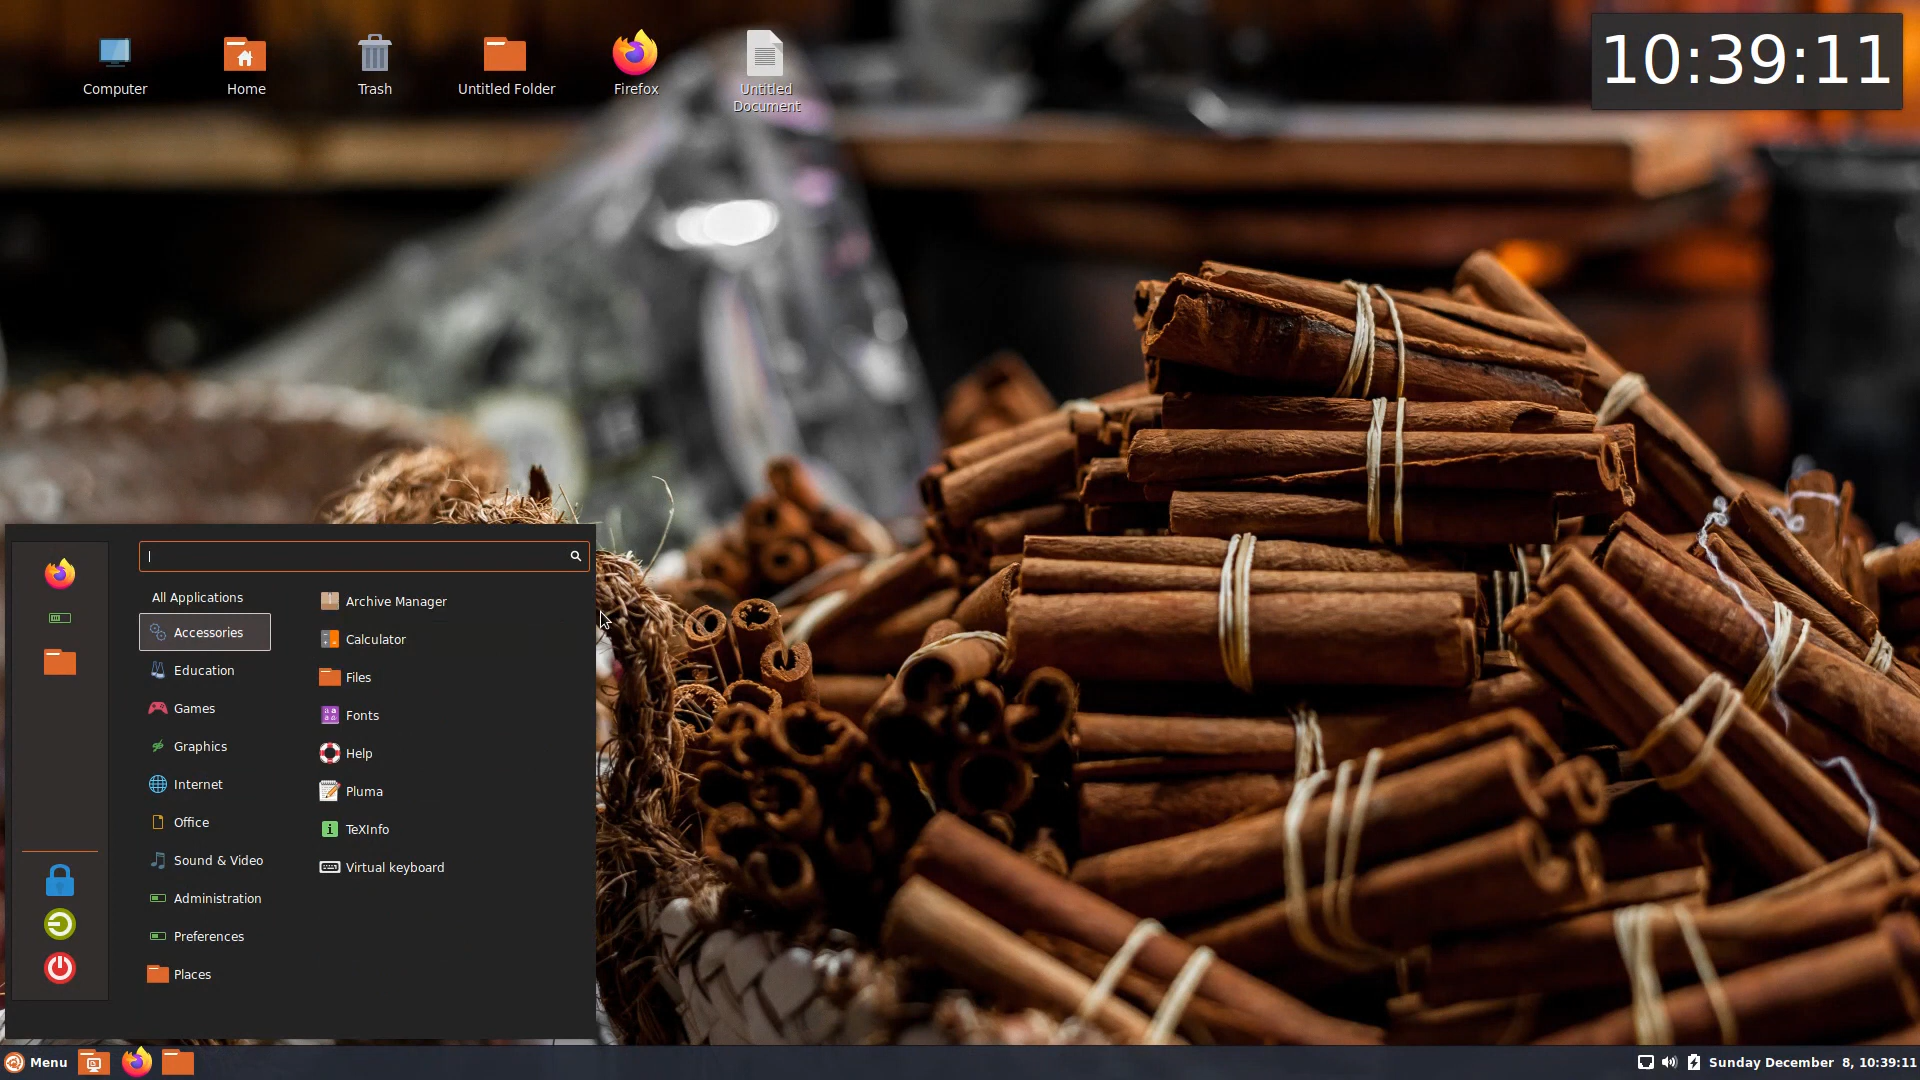 Computer
Home
Trash
Untitled Folder
Firefox
Untitled
Document
10:39:11
All Applications
Accessories
Education
Games
Graphics
Internet
Office
Sound & Video
Administration
Preferences
Places
Archive Manager
Calculator
Files
Fonts
Help
Pluma
TeXInfo
Virtual keyboard
Menu
Sunday December 8, 10:39:11